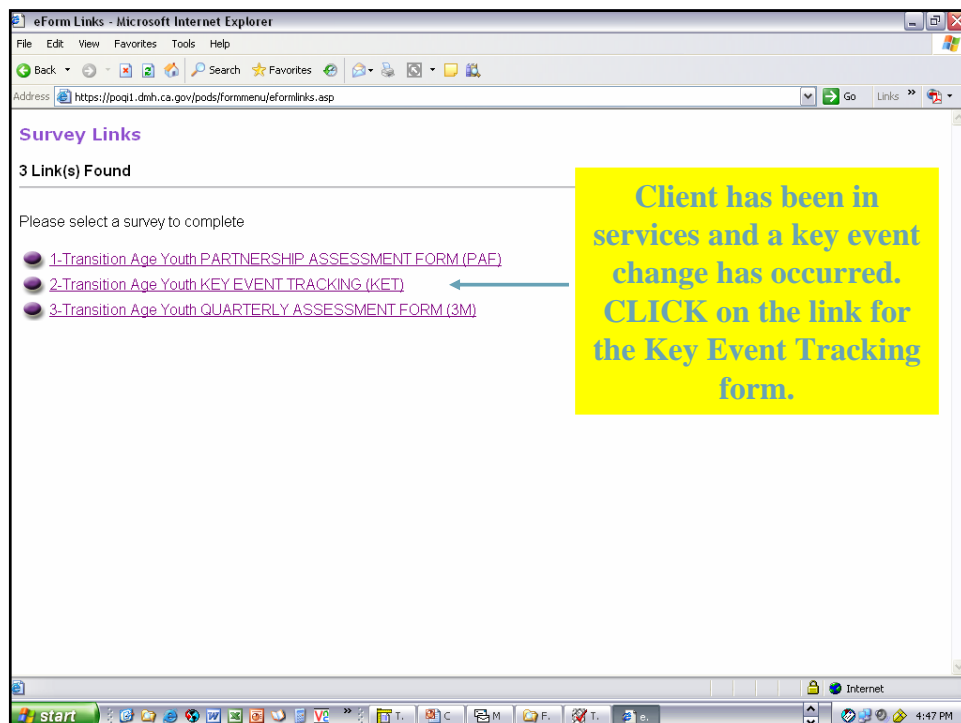 eForm Links - Microsoft Internet Explorer
File Edit View Favorites Tools Help
Back Search Favorites
Address https://poqi1.dmh.ca.gov/pods/formmenu/eformlinks.asp Go Links »
Survey Links
3 Link(s) Found
Please select a survey to complete
1-Transition Age Youth PARTNERSHIP ASSESSMENT FORM (PAF)
2-Transition Age Youth KEY EVENT TRACKING (KET)
3-Transition Age Youth QUARTERLY ASSESSMENT FORM (3M)
Client has been in
services and a key event
change has occurred.
CLICK on the link for
the Key Event Tracking
form.
Internet
start » T. C M F. T. e. 4:47 PM